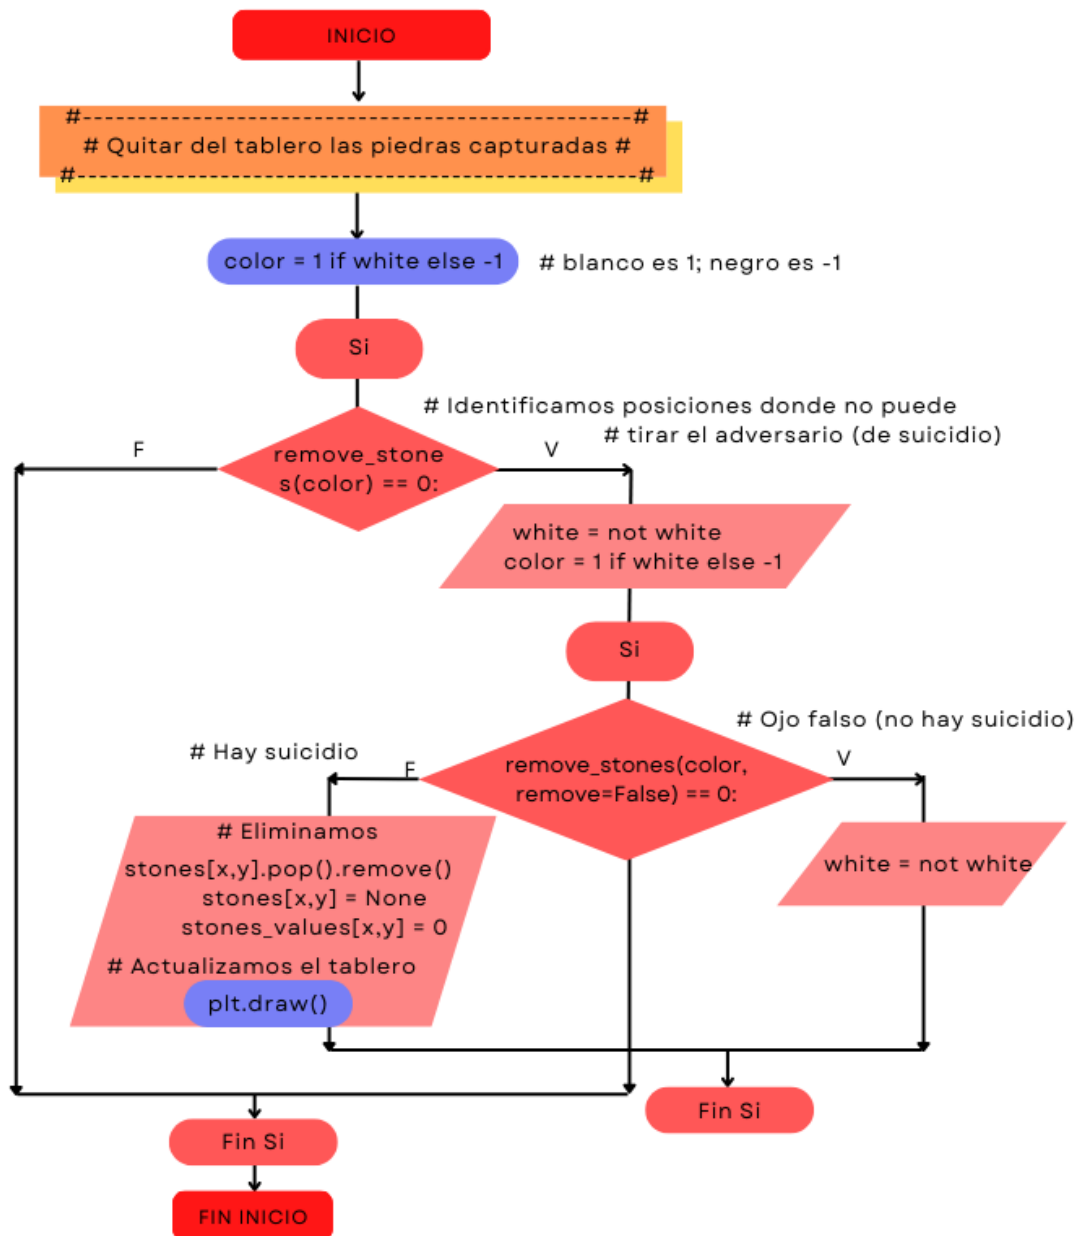 INICIO
#-------------------------------------------------#
# Quitar del tablero las piedras capturadas #
#--------------------------------------------------#
color = 1 if white else -1
# blanco es 1; negro es -1
Si
# Identificamos posiciones donde no puede
# tirar el adversario (de suicidio)
F
V
remove_stone
s(color) == 0:
white = not white
color = 1 if white else -1
Si
# Ojo falso (no hay suicidio)
# Hay suicidio
F
V
remove_stones(color,
remove=False) == 0:
# Eliminamos
stones[x,y].pop().remove()
stones[x,y] = None
stones_values[x,y] = 0
# Actualizamos el tablero
plt.draw()
white = not white
Fin Si
Fin Si
FIN INICIO